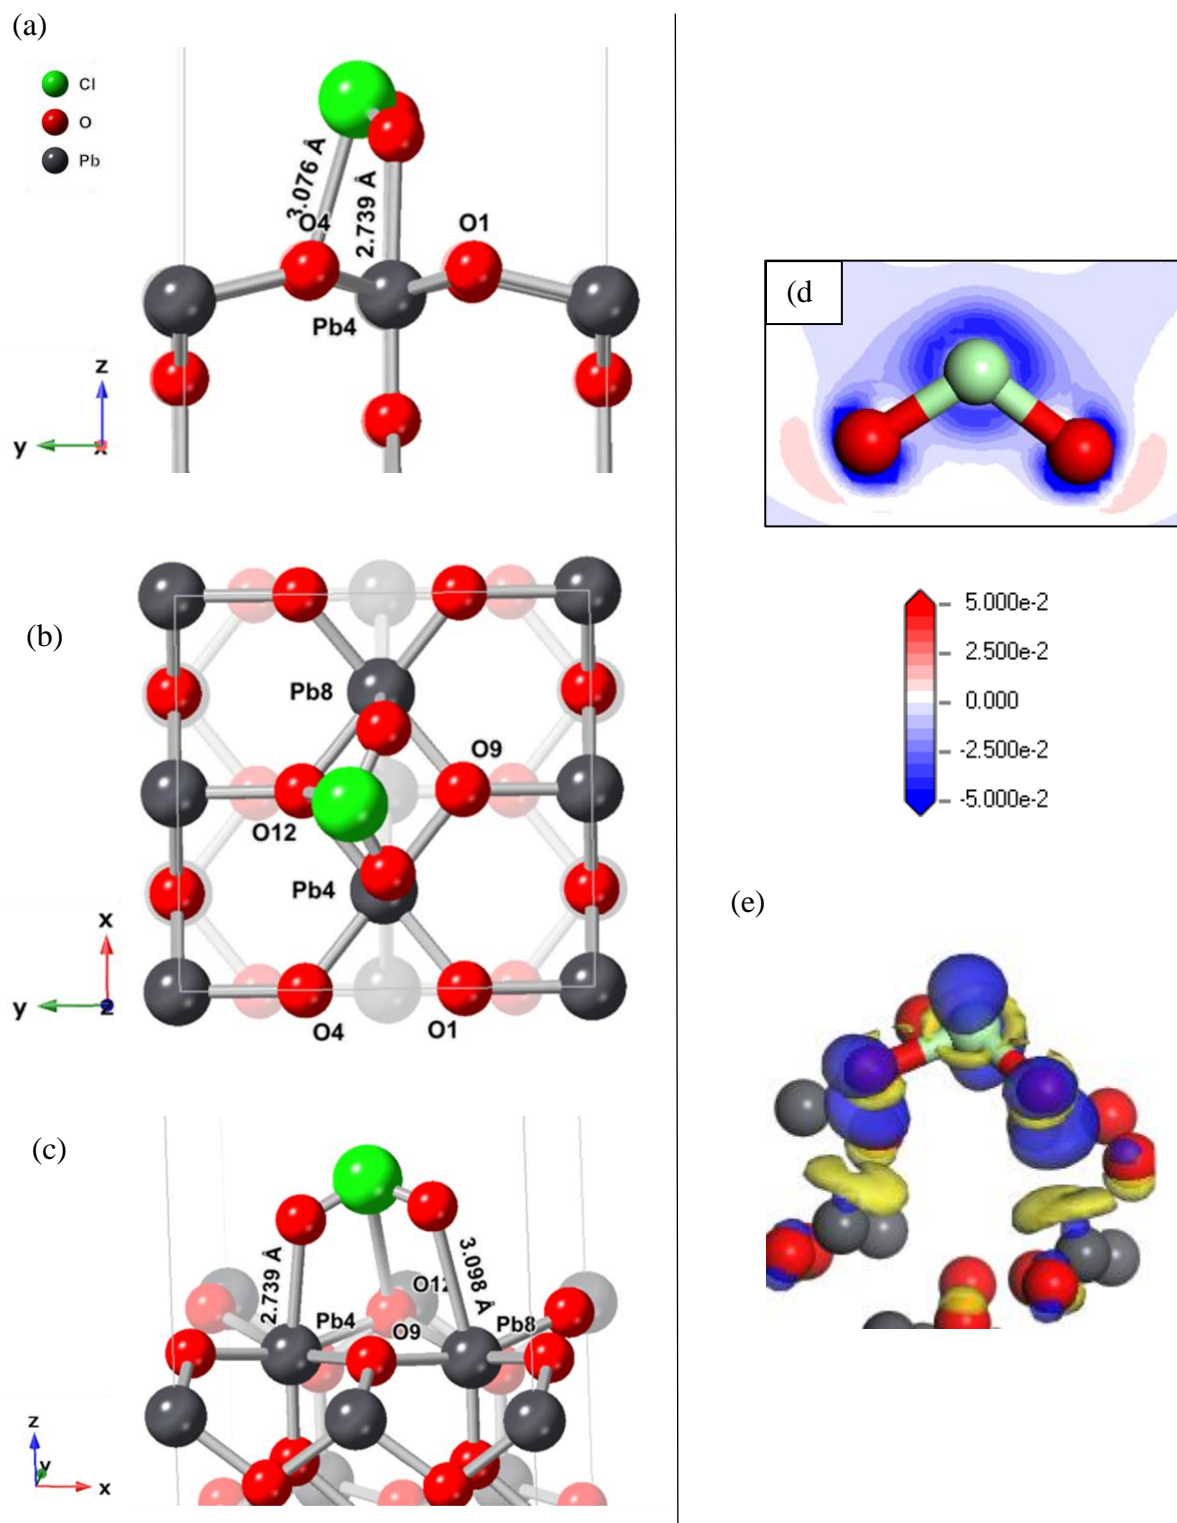 (a)
Cl
O
Pb
3.076 Å
2.739 Å
O4
O1
Pb4
z
y
x
(b)
Pb8
O9
O12
Pb4
x
y
z
O4
O1
(c)
2.739 Å
3.098 Å
O12
Pb4
O9
Pb8
z
y
x
(d
5.000e-2
2.500e-2
0.000
-2.500e-2
-5.000e-2
(e)